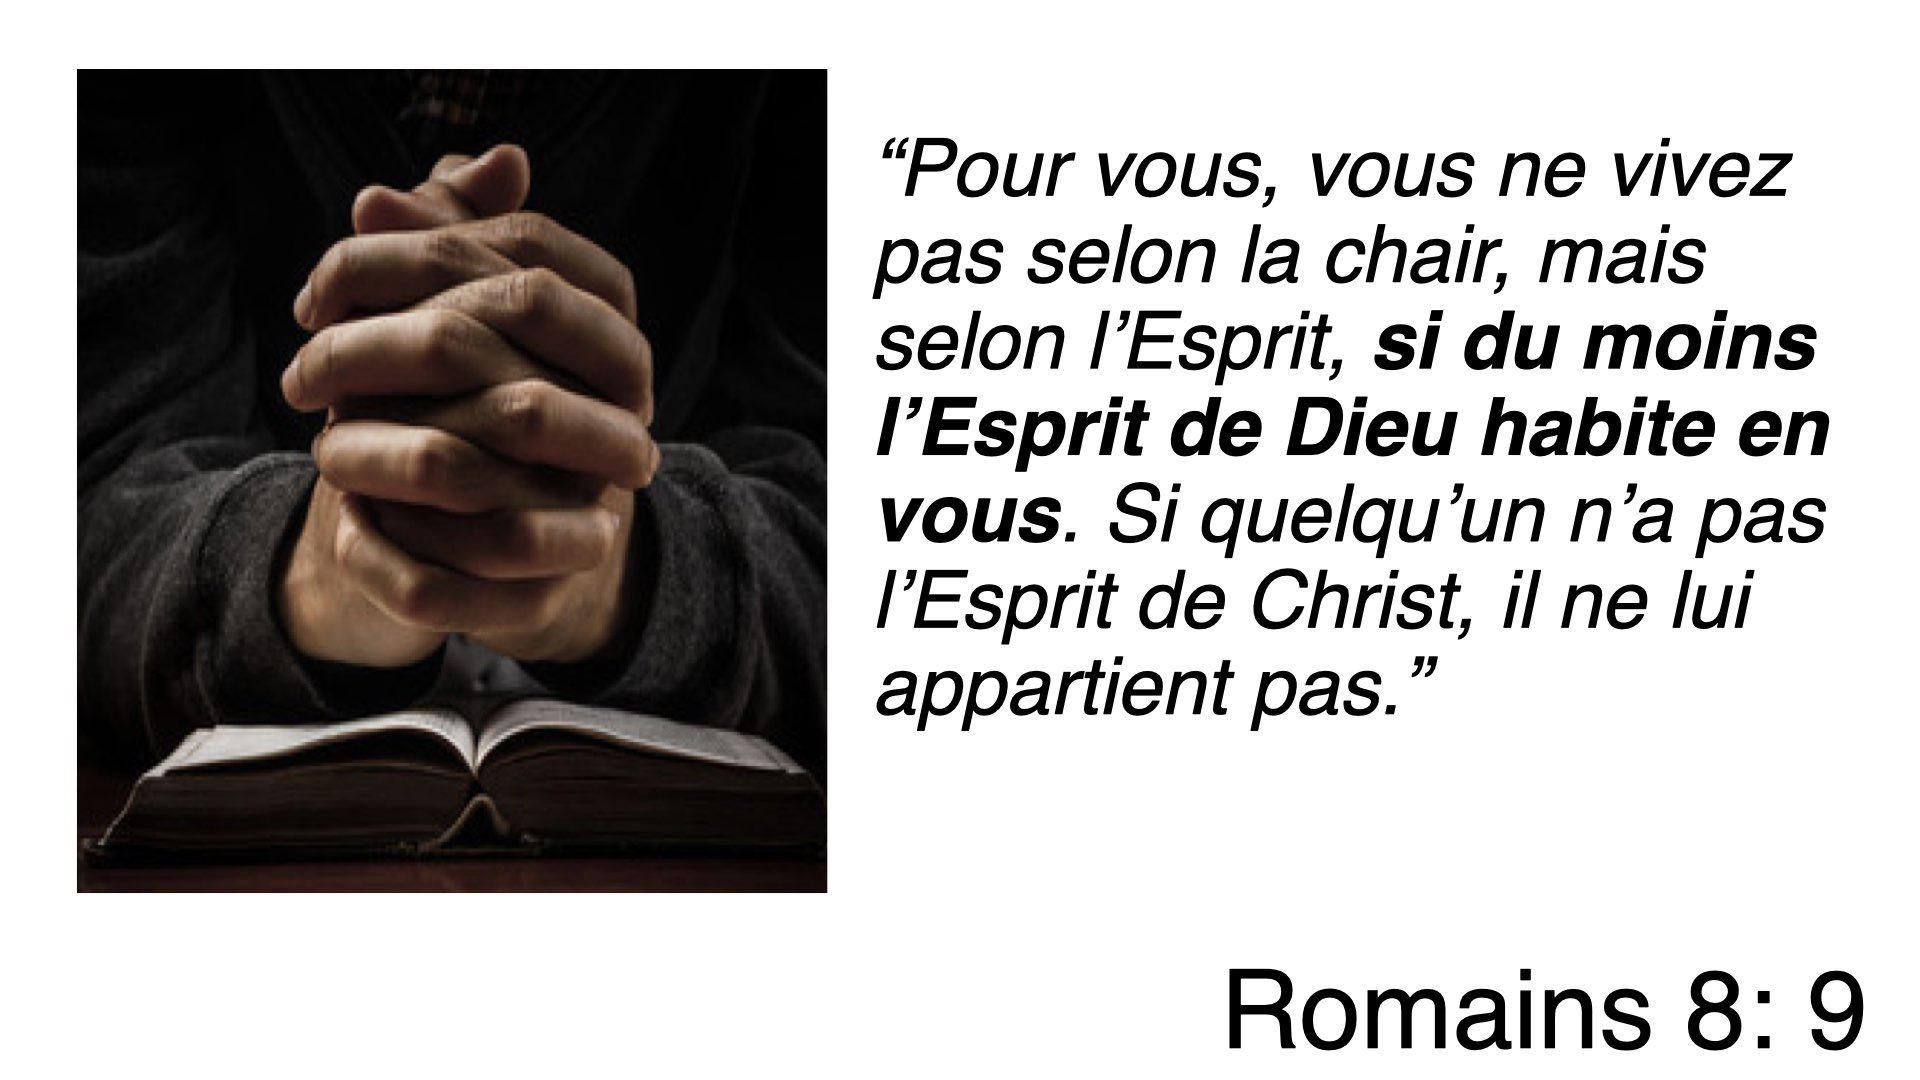 “Pour vous, vous ne vivez
pas selon la chair, mais
selon l’Esprit, si du moins
l’Esprit de Dieu habite en
vous. Si quelqu’un n’a pas
l’Esprit de Christ, il ne lui
appartient pas.”
Romains 8: 9